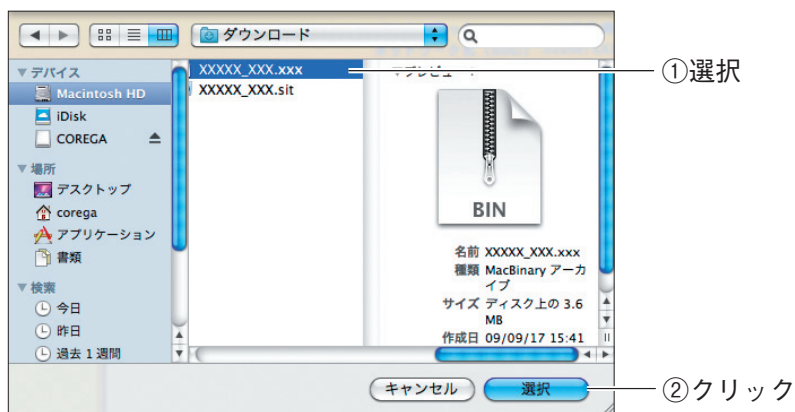 ダウンロード
デバイス
Macintosh HD
iDisk
COREGA
場所
デスクトップ
corega
アプリケーション
書類
検索
今日
昨日
過去 1 週間
XXXXX_XXX.xxx
XXXXX_XXX.sit
プレビュー:
BIN
名前 XXXXX_XXX.xxx
種類 MacBinary アーカ
イブ
サイズ ディスク上の 3.6
MB
作成日 09/09/17 15:41
キャンセル
選択
①選択
②クリック